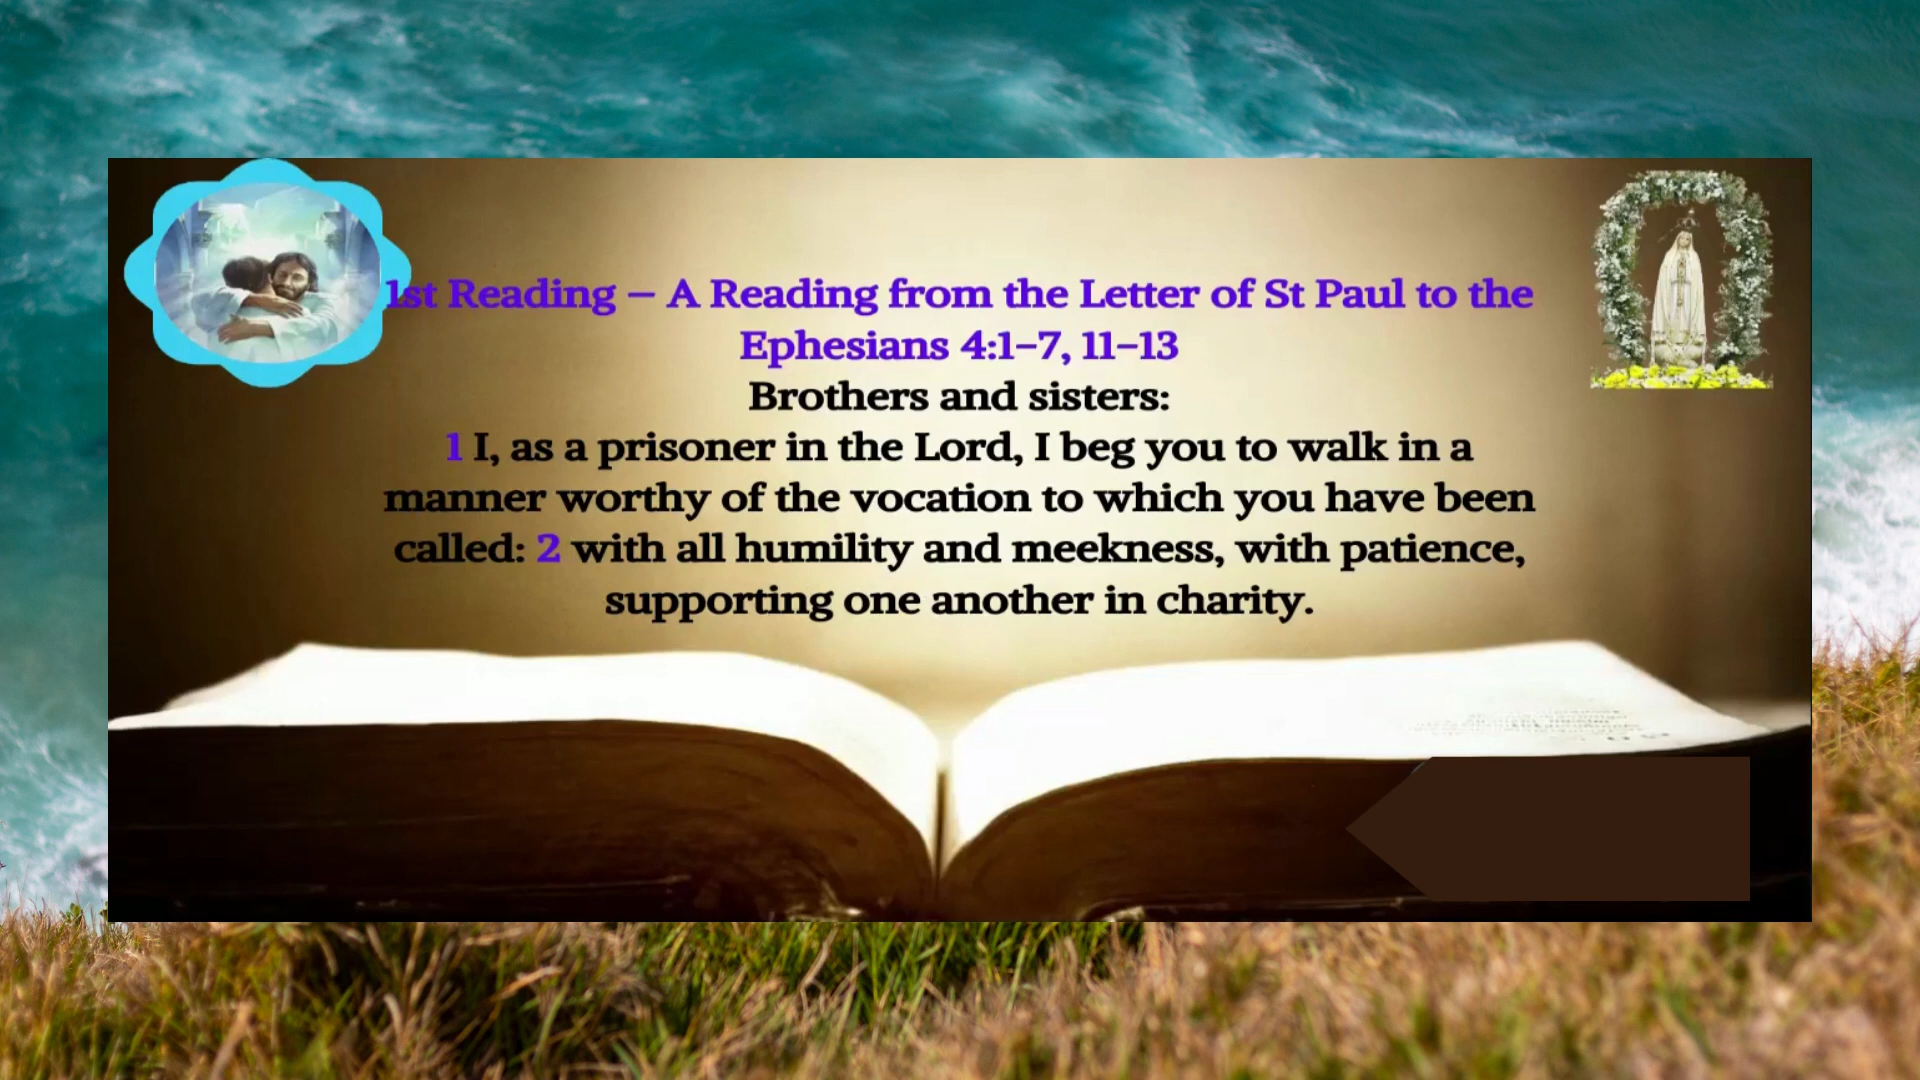 1st Reading – A Reading from the Letter of St Paul to the
Ephesians 4:1–7, 11–13
Brothers and sisters:
1 I, as a prisoner in the Lord, I beg you to walk in a
manner worthy of the vocation to which you have been
called: 2 with all humility and meekness, with patience,
supporting one another in charity.